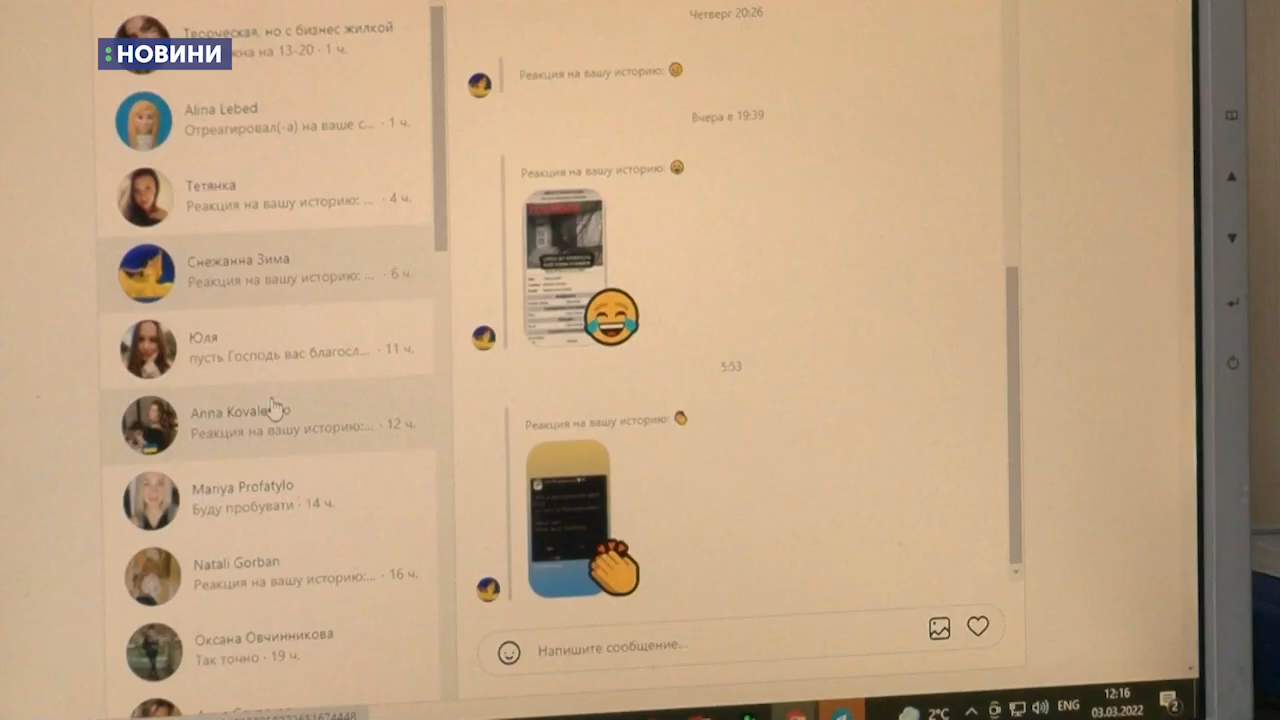 Творческая, но с бизнес жилкой
на 13-20 · 1 ч.
НОВИНИ
Alina Lebed
Отреагировал(-а) на ваше с... · 1 ч.
Тетянка
Реакция на вашу историю: ... · 4 ч.
Снежанна Зима
Реакция на вашу историю: ... · 6 ч.
Юля
пусть Господь вас благосл... · 11 ч.
Anna
Реакция на вашу историю:... · 12 ч.
Mariya Profatylo
Буду пробувати · 14 ч.
Natali Gorban
Реакция на вашу историю:... · 16 ч.
Оксана Овчинникова
Так точно · 19 ч.
Четверг 20:26
Реакция на вашу историю:
Вчера в 19:39
Реакция на вашу историю:
5:53
Реакция на вашу историю:
Напишите сообщение...
2°C
ENG
12:16
03.03.2022
2